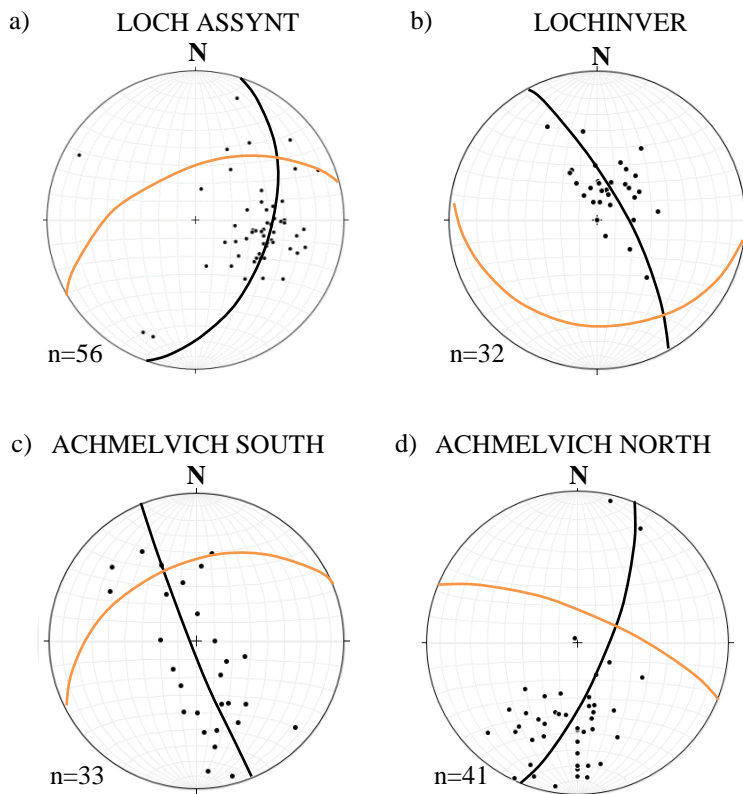 a) LOCH ASSYNT
N
n=56
b) LOCHINVER
N
n=32
c) ACHMELVICH SOUTH
N
n=33
d) ACHMELVICH NORTH
N
n=41